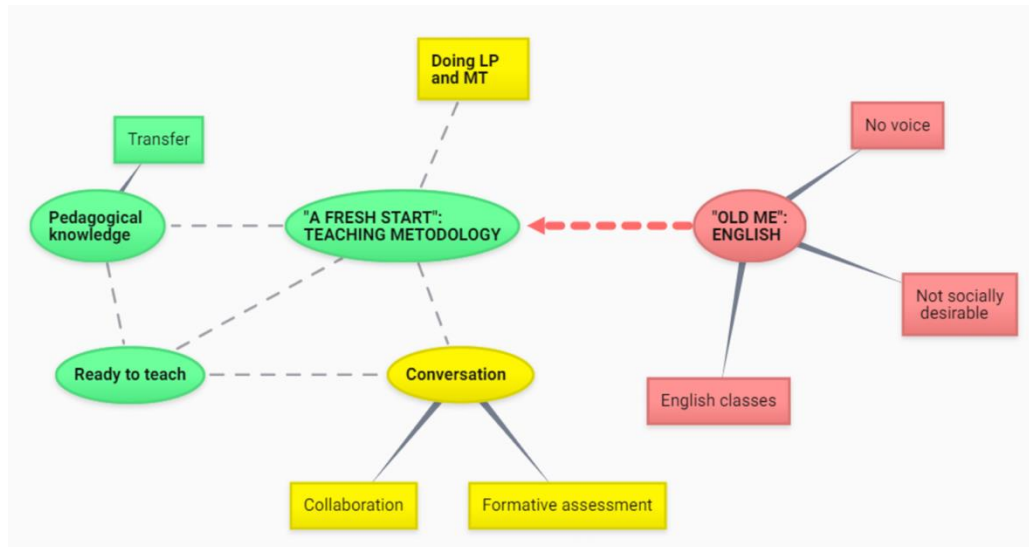 Doing LP
and MT
No voice
Transfer
Pedagogical
knowledge
"A FRESH START":
TEACHING METODOLOGY
"OLD ME":
ENGLISH
Not socially
desirable
Ready to teach
Conversation
English classes
Collaboration
Formative assessment